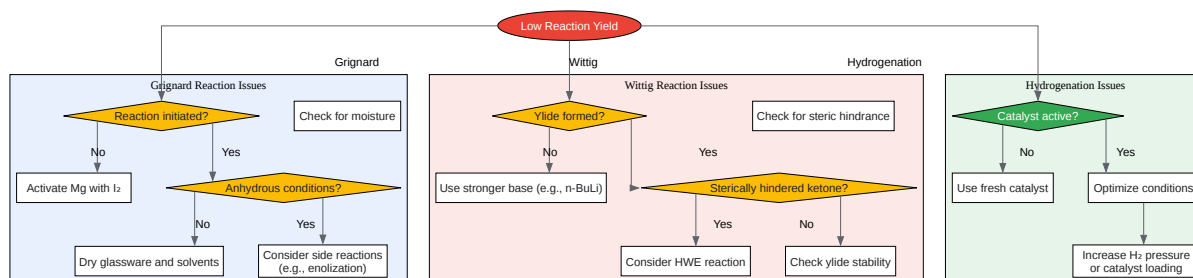 Low Reaction Yield
Grignard
Wittig
Hydrogenation
Grignard Reaction Issues
Reaction initiated?
Check for moisture
No
Yes
Activate Mg with I₂
Anhydrous conditions?
No
Yes
Dry glassware and solvents
Consider side reactions
(e.g., enolization)
Wittig Reaction Issues
Ylide formed?
Check for steric hindrance
No
Yes
Use stronger base (e.g., n-BuLi)
Sterically hindered ketone?
Yes
No
Consider HWE reaction
Check ylide stability
Hydrogenation Issues
Catalyst active?
No
Yes
Use fresh catalyst
Optimize conditions
Increase H₂ pressure
or catalyst loading